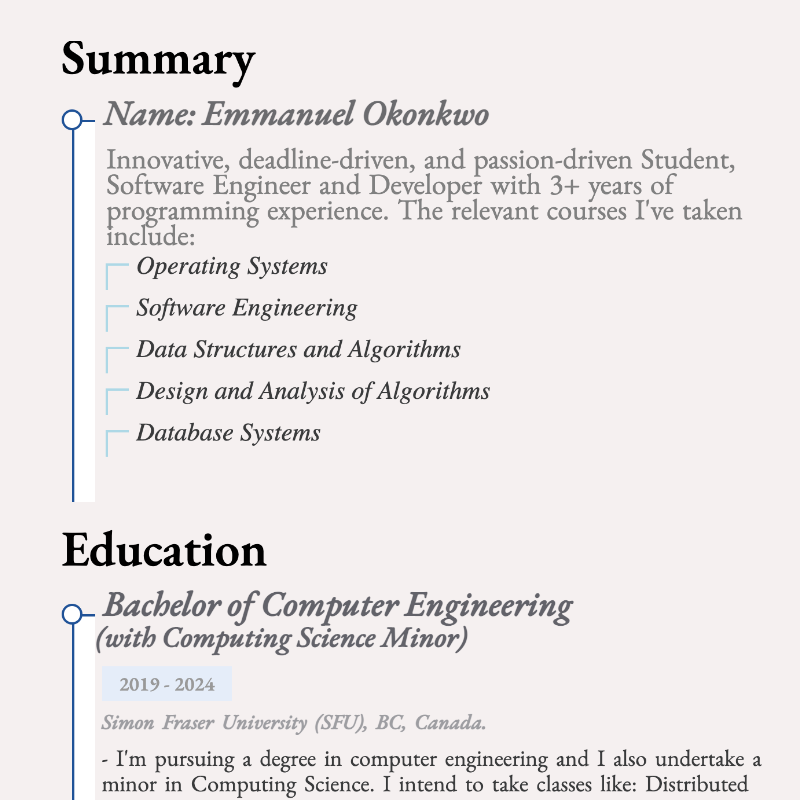 Summary
Name: Emmanuel Okonkwo
Innovative, deadline-driven, and passion-driven Student,
Software Engineer and Developer with 3+ years of
programming experience. The relevant courses I've taken
include:
Operating Systems
Software Engineering
Data Structures and Algorithms
Design and Analysis of Algorithms
Database Systems
Education
Bachelor of Computer Engineering
(with Computing Science Minor)
2019 - 2024
Simon Fraser University (SFU), BC, Canada.
- I'm pursuing a degree in computer engineering and I also undertake a
minor in Computing Science. I intend to take classes like: Distributed